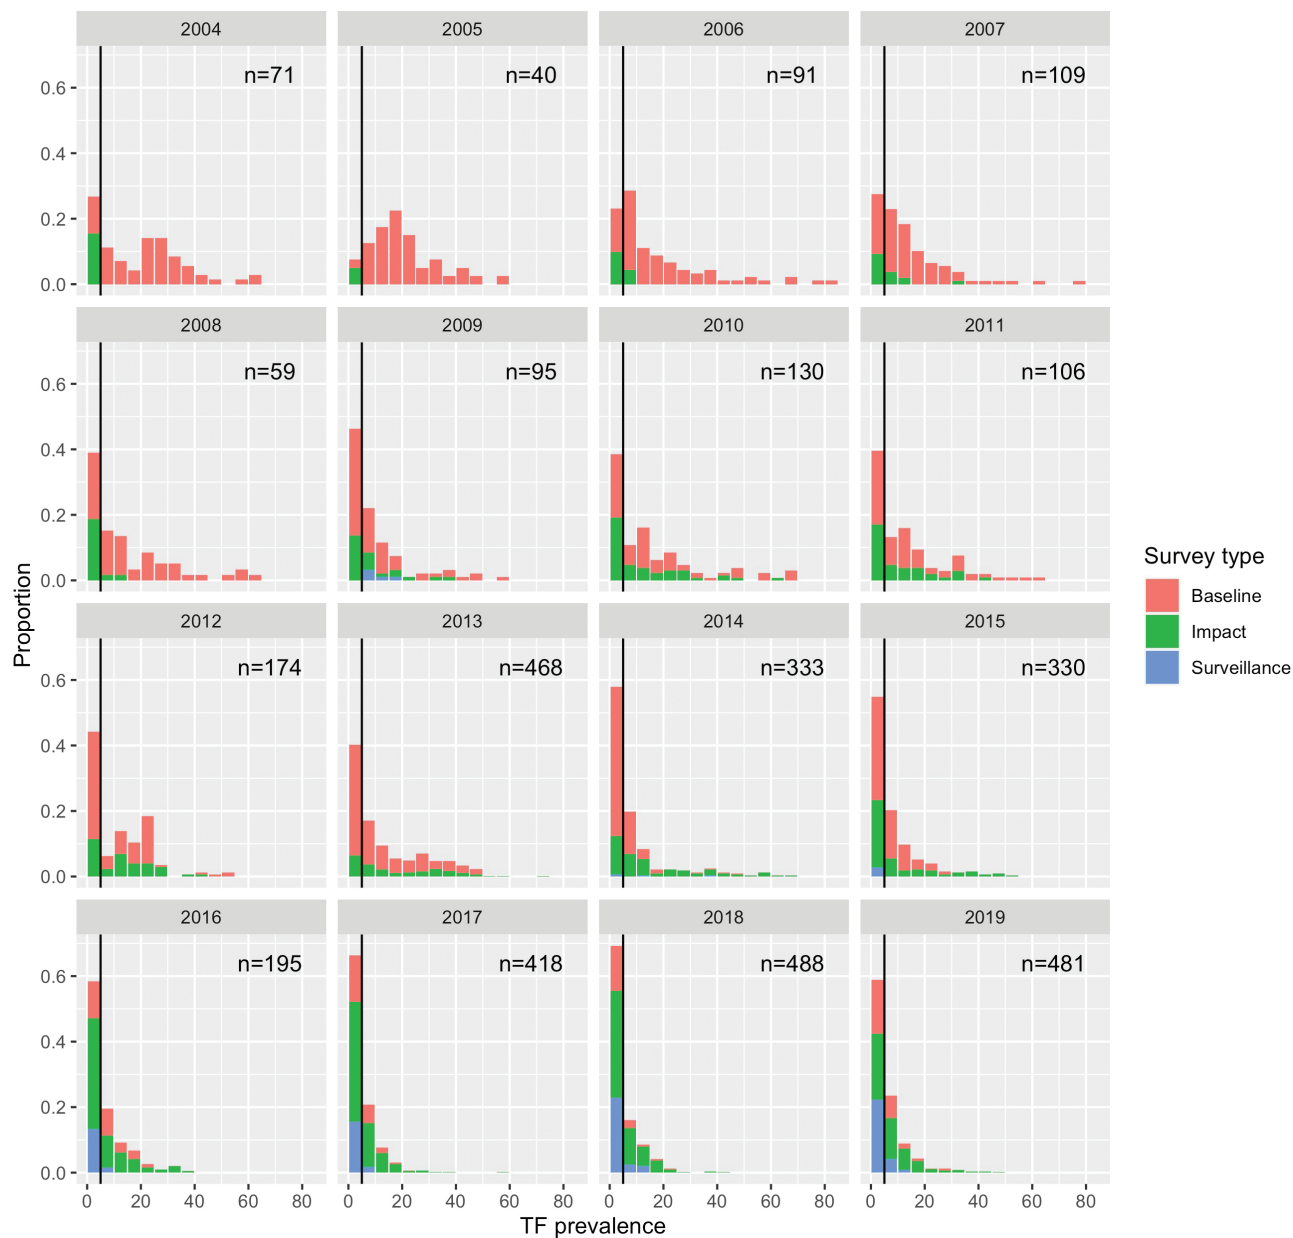 2004 2005 2006 2007
n=71 n=40 n=91 n=109
0.6
0.4
0.2
0.0
2008 2009 2010 2011
n=59 n=95 n=130 n=106
0.6
0.4
0.2
0.0
Proportion
Survey type
Baseline
Impact
Surveillance
2012 2013 2014 2015
n=174 n=468 n=333 n=330
0.6
0.4
0.2
0.0
2016 2017 2018 2019
n=195 n=418 n=488 n=481
0.6
0.4
0.2
0.0
0 20 40 60 80 0 20 40 60 80 0 20 40 60 80 0 20 40 60 80
TF prevalence